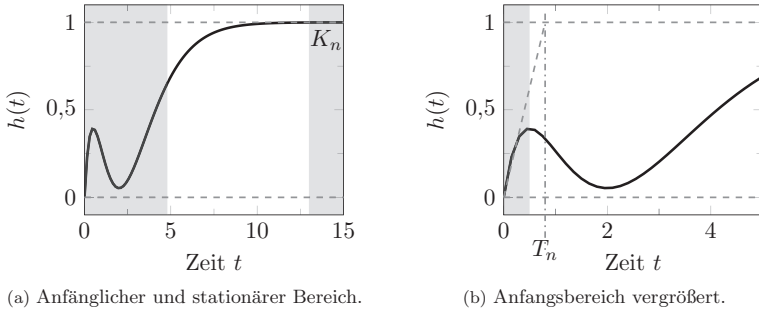 1
0,5
0
h(t)
K_n
0
5
10
15
Zeit t
(a) Anfänglicher und stationärer Bereich.
1
0,5
0
h(t)
0
2
4
T_n
Zeit t
(b) Anfangsbereich vergrößert.